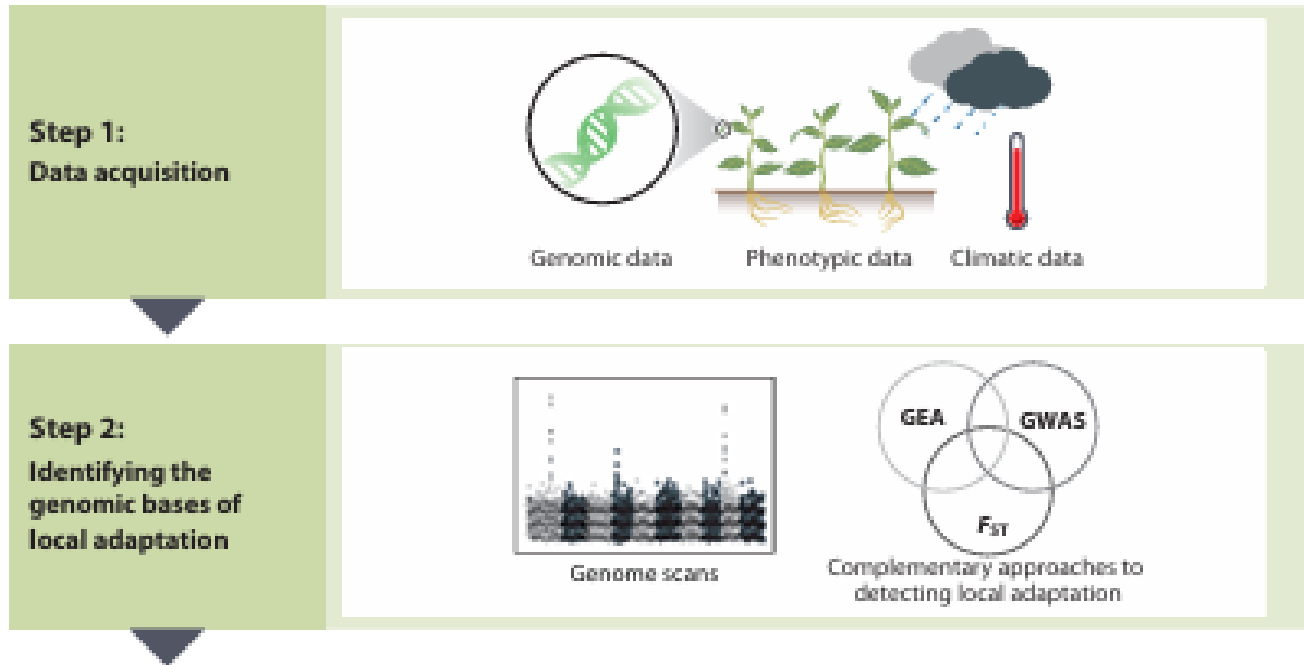 Step 1:
Data acquisition
Genomic data
Phenotypic data
Climatic data
Step 2:
Identifying the
genomic bases of
local adaptation
Genome scans
GEA
GWAS
FST
Complementary approaches to
detecting local adaptation